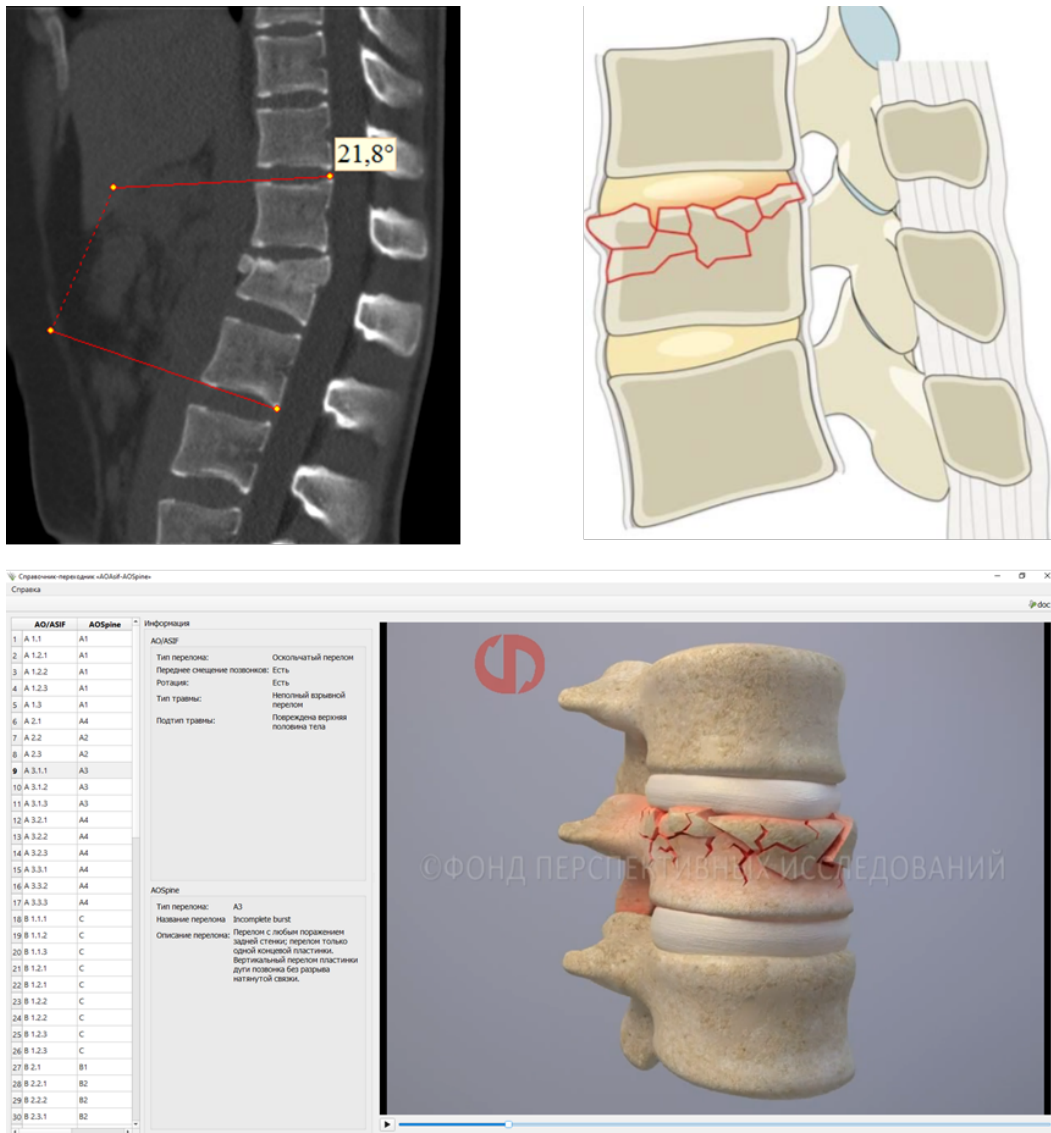 21,8°
Справочник-переходник «AOAsif-AOSpine»
Справка
doc
AO/ASIF AOSpine
1 A 1.1 A1
2 A 1.2.1 A1
3 A 1.2.2 A1
4 A 1.2.3 A1
5 A 1.3 A1
6 A 2.1 A4
7 A 2.2 A2
8 A 2.3 A2
9 A 3.1.1 A3
10 A 3.1.2 A3
11 A 3.1.3 A3
12 A 3.2.1 A4
13 A 3.2.2 A4
14 A 3.2.3 A4
15 A 3.3.1 A4
16 A 3.3.2 A4
17 A 3.3.3 A4
18 B 1.1.1 C
19 B 1.1.2 C
20 B 1.1.3 C
21 B 1.2.1 C
22 B 1.2.1 C
23 B 1.2.2 C
24 B 1.2.2 C
25 B 1.2.3 C
26 B 1.2.3 C
27 B 2.1 B1
28 B 2.2.1 B2
29 B 2.2.2 B2
30 B 2.3.1 B2
Информация
AO/ASIF
Тип перелома: Оскольчатый перелом
Переднее смещение позвонков: Есть
Ротация: Есть
Тип травмы: Неполный взрывной
перелом
Подтип травмы: Повреждена верхняя
половина тела
AOSpine
Тип перелома: A3
Название перелома Incomplete burst
Описание перелома: Перелом с любым поражением
задней стенки; перелом только
одной концевой пластинки.
Вертикальный перелом пластинки
дуги позвонка без разрыва
натянутой связки.
©ФОНД ПЕРСПЕКТИВНЫХ ИССЛЕДОВАНИЙ